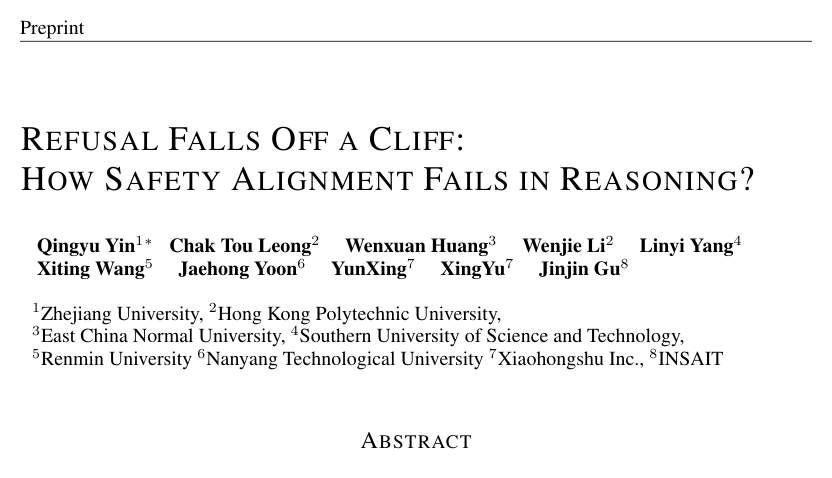 Preprint
REFUSAL FALLS OFF A CLIFF:
HOW SAFETY ALIGNMENT FAILS IN REASONING?
Qingyu Yin1* Chak Tou Leong2 Wenxuan Huang3 Wenjie Li2 Linyi Yang4
Xiting Wang5 Jaehong Yoon6 YunXing7 XingYu7 Jinjin Gu8
1Zhejiang University, 2Hong Kong Polytechnic University,
3East China Normal University, 4Southern University of Science and Technology,
5Renmin University 6Nanyang Technological University 7Xiaohongshu Inc., 8INSAIT
ABSTRACT